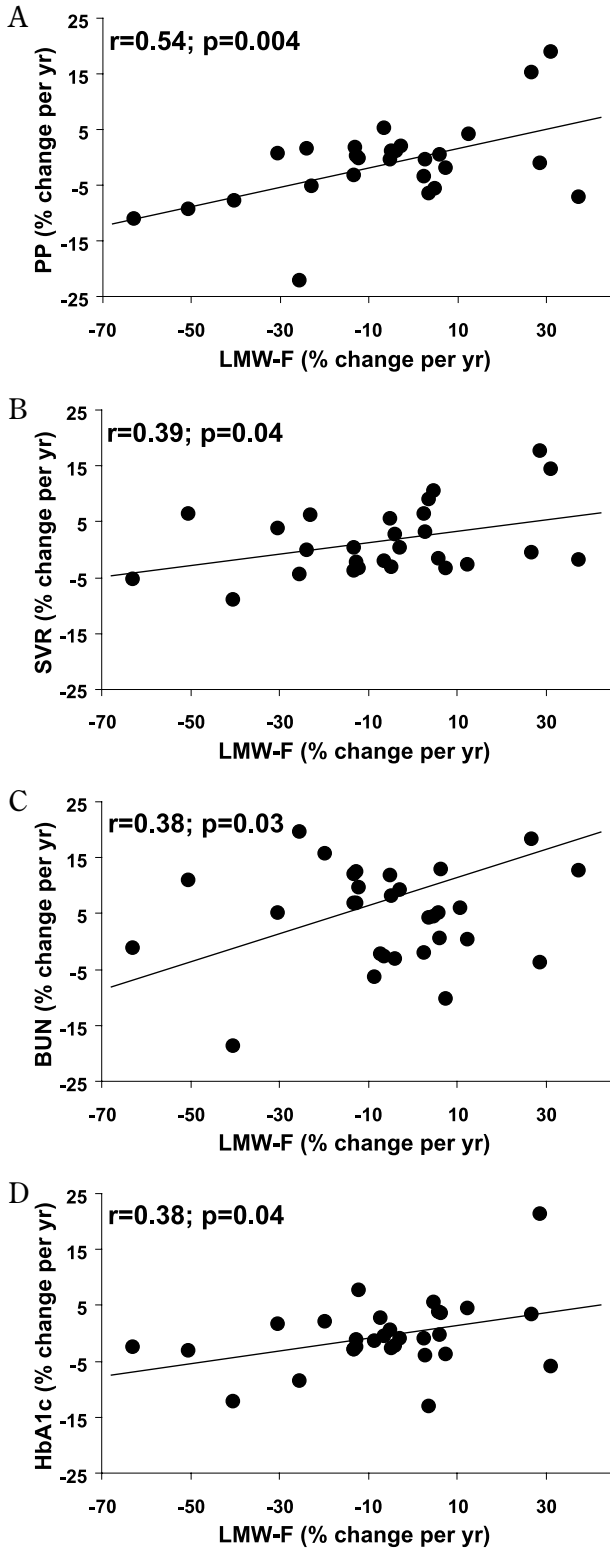 A
r=0.54; p=0.004
PP (% change per yr)
25
15
5
-5
-15
-25
-70 -50 -30 -10 10 30
LMW-F (% change per yr)
B
r=0.39; p=0.04
SVR (% change per yr)
25
15
5
-5
-15
-25
-70 -50 -30 -10 10 30
LMW-F (% change per yr)
C
r=0.38; p=0.03
BUN (% change per yr)
25
15
5
-5
-15
-25
-70 -50 -30 -10 10 30
LMW-F (% change per yr)
D
r=0.38; p=0.04
HbA1c (% change per yr)
25
15
5
-5
-15
-25
-70 -50 -30 -10 10 30
LMW-F (% change per yr)